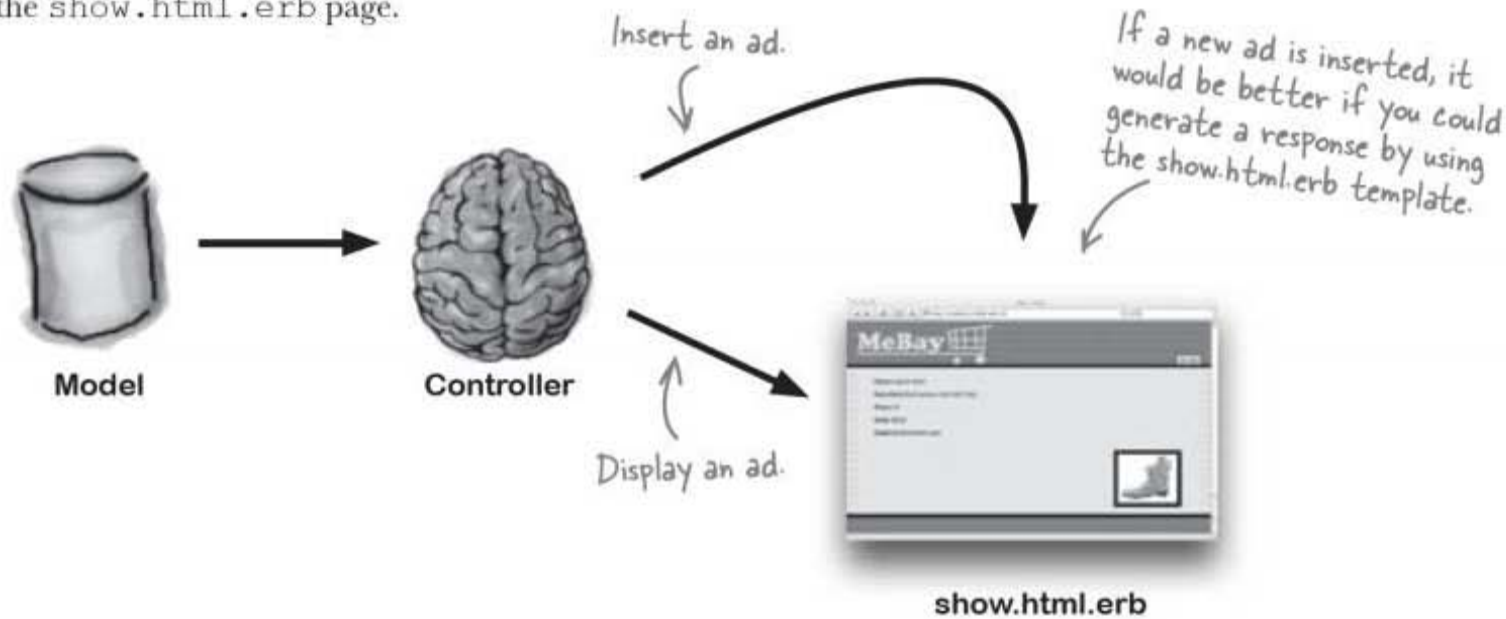 the show.html.erb page.
Insert an ad.
If a new ad is inserted, it
would be better if you could
generate a response by using
the show.html.erb template.
Model
Controller
MeBay
Display an ad.
show.html.erb